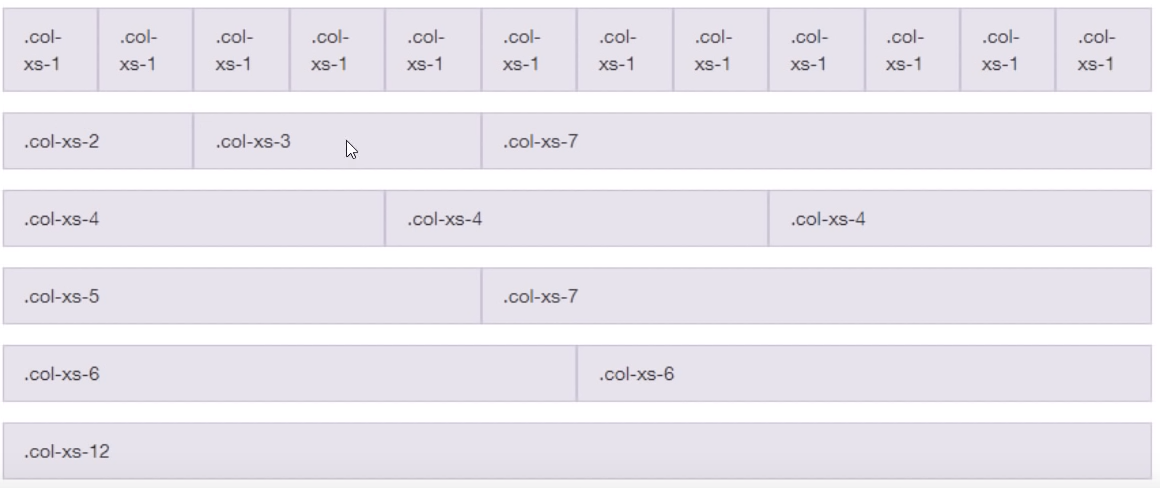 .col- .col- .col- .col- .col- .col- .col- .col- .col- .col- .col- .col-
xs-1 xs-1 xs-1 xs-1 xs-1 xs-1 xs-1 xs-1 xs-1 xs-1 xs-1 xs-1
.col-xs-2 .col-xs-3 .col-xs-7
.col-xs-4 .col-xs-4 .col-xs-4
.col-xs-5 .col-xs-7
.col-xs-6 .col-xs-6
.col-xs-12